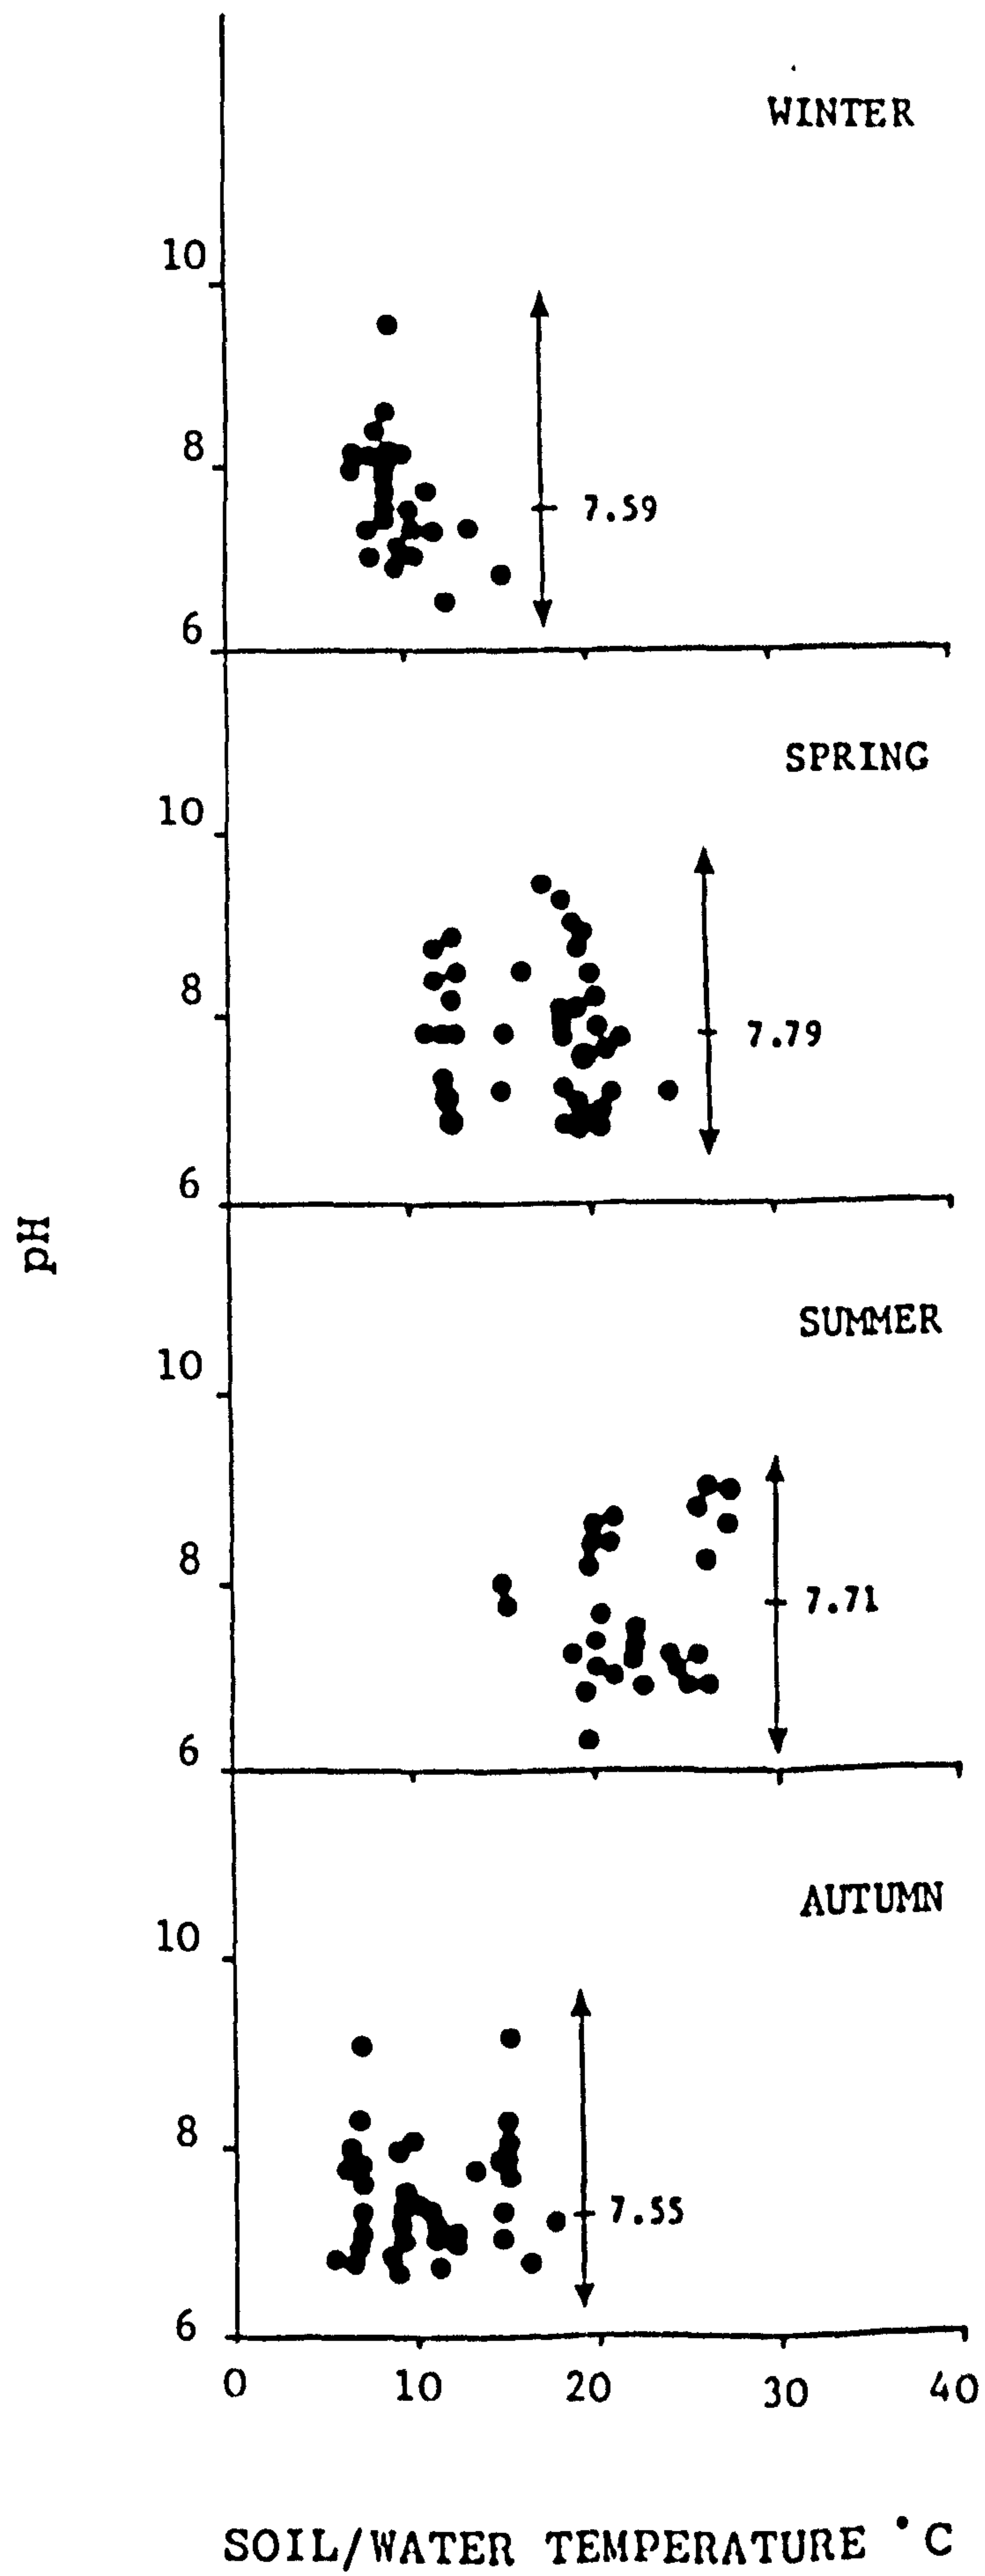 WINTER
10
8
7.59
6
SPRING
10
8
7.79
6
pH
SUMMER
10
8
7.71
6
AUTUMN
10
8
7.55
6
0 10 20 30 40
SOIL/WATER TEMPERATURE °C